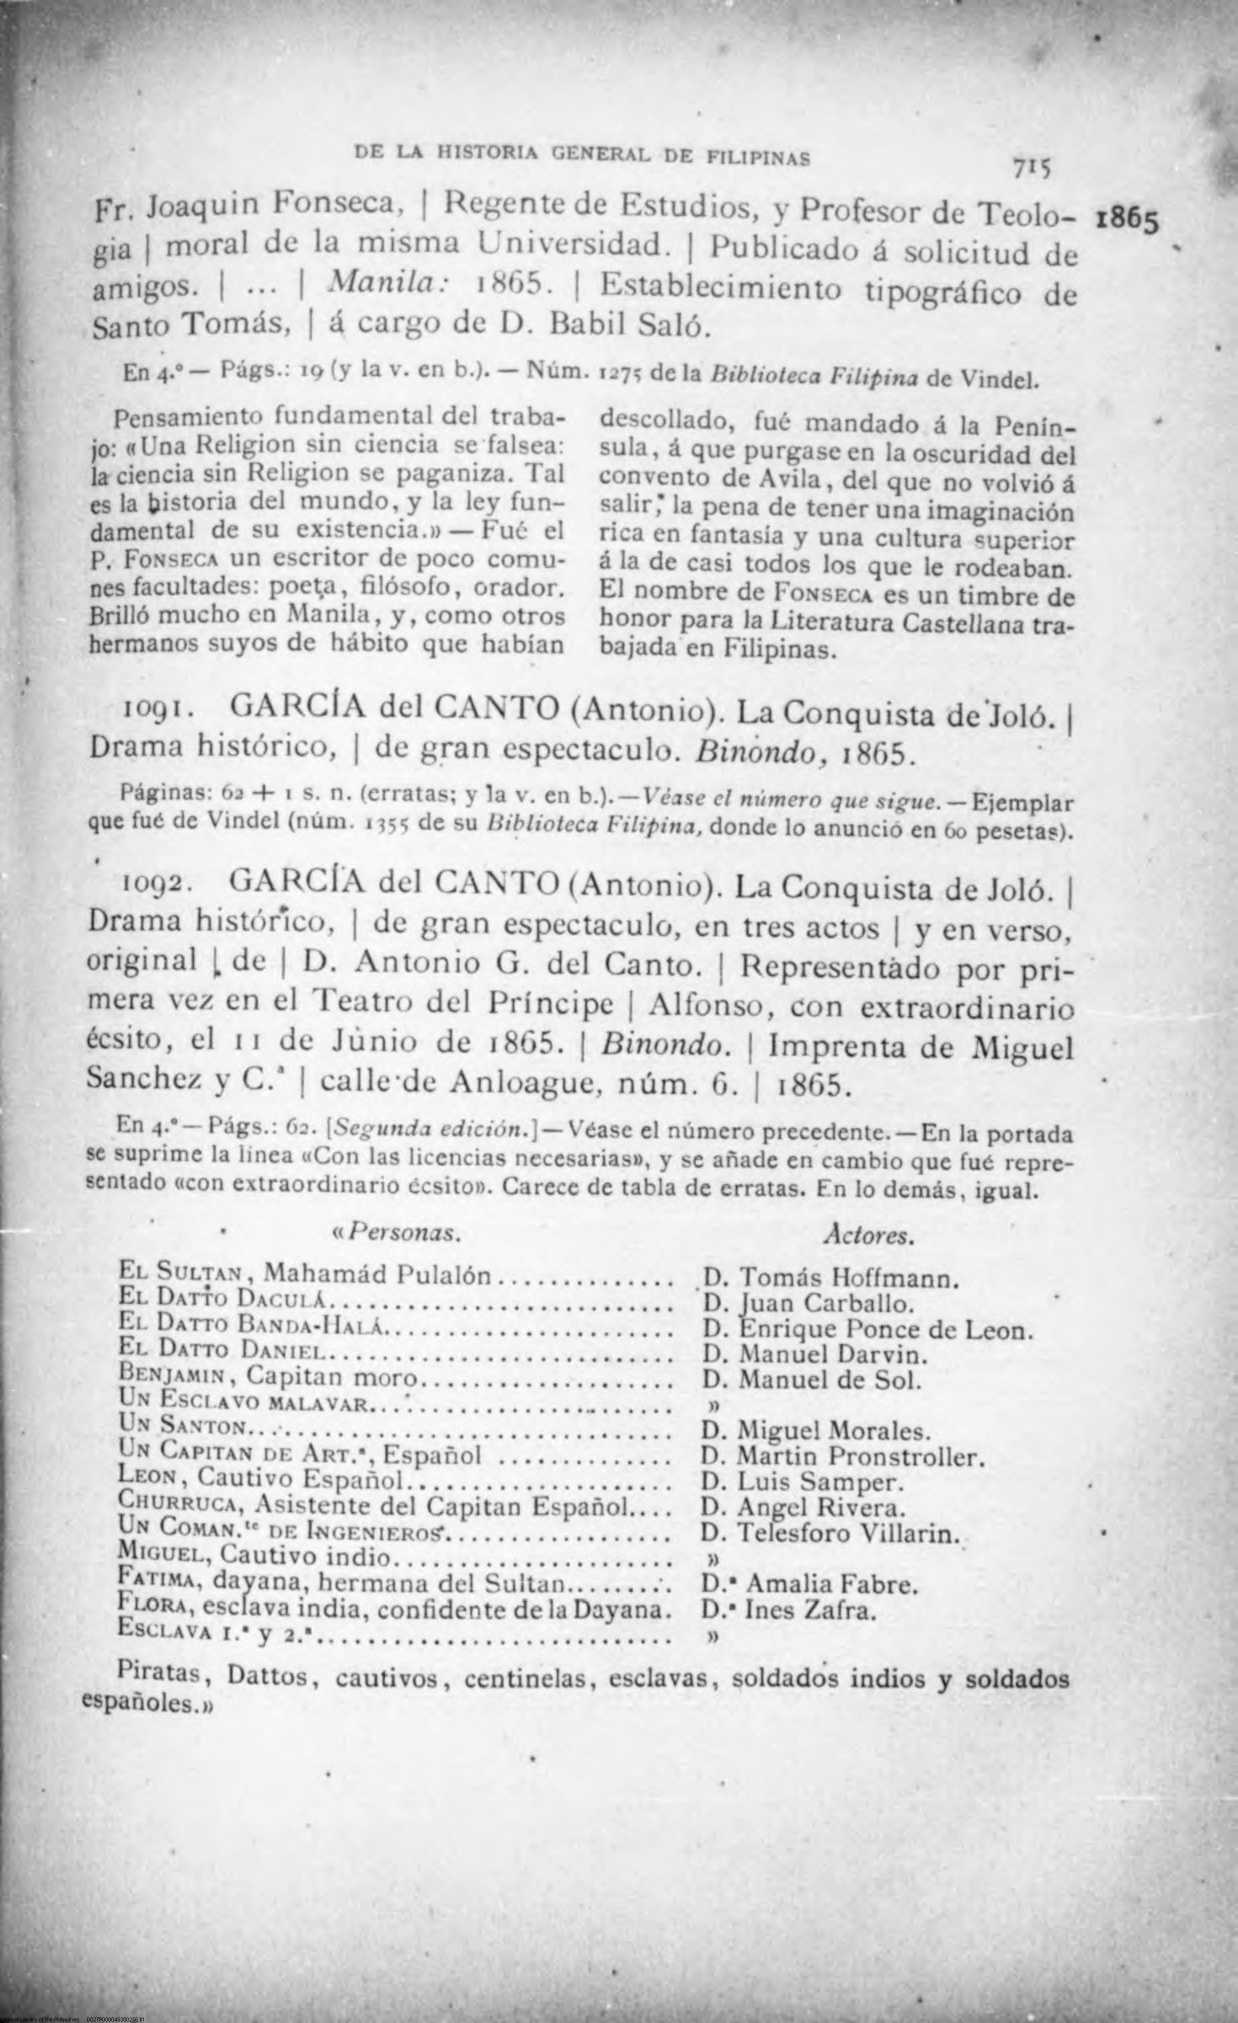 DE LA HISTORIA GENERAL DE FILIPINAS
715
Fr. Joaquin Fonseca, | Regente de Estudios, y Profesor de Teolo-
1865
gia | moral de la misma Universidad. | Publicado á solicitud de
amigos. | ... | Manila: 1865. | Establecimiento tipográfico de
Santo Tomás, | á cargo de D. Babil Saló.
En 4.º — Págs.: 19 (y la v. en b.). — Núm. 1275 de la Biblioteca Filipina de Vindel.
Pensamiento fundamental del traba-
jo: «Una Religion sin ciencia se falsea:
la ciencia sin Religion se paganiza. Tal
es la historia del mundo, y la ley fun-
damental de su existencia.» — Fué el
P. FONSECA un escritor de poco comu-
nes facultades: poeta, filósofo, orador.
Brilló mucho en Manila, y, como otros
hermanos suyos de hábito que habían
descollado, fué mandado á la Penín-
sula, á que purgase en la oscuridad del
convento de Avila, del que no volvió á
salir, la pena de tener una imaginación
rica en fantasía y una cultura superior
á la de casi todos los que le rodeaban.
El nombre de FONSECA es un timbre de
honor para la Literatura Castellana tra-
bajada en Filipinas.
1091. GARCÍA del CANTO (Antonio). La Conquista de Joló. |
Drama histórico, | de gran espectaculo. Binondo, 1865.
Páginas: 62 + 1 s. n. (erratas; y la v. en b.).—Véase el número que sigue.—Ejemplar
que fué de Vindel (núm. 1355 de su Biblioteca Filipina, donde lo anunció en 60 pesetas).
1092. GARCÍA del CANTO (Antonio). La Conquista de Joló. |
Drama histórico, | de gran espectaculo, en tres actos | y en verso,
original | de | D. Antonio G. del Canto. | Representado por pri-
mera vez en el Teatro del Príncipe | Alfonso, con extraordinario
écsito, el 11 de Junio de 1865. | Binondo. | Imprenta de Miguel
Sanchez y C.ª | calle de Anloague, núm. 6. | 1865.
En 4.º — Págs.: 62. [Segunda edición.]—Véase el número precedente.—En la portada
se suprime la línea «Con las licencias necesarias», y se añade en cambio que fué repre-
sentado «con extraordinario écsito». Carece de tabla de erratas. En lo demás, igual.
«Personas. Actores.
EL SULTAN, Mahamád Pulalón.............. D. Tomás Hoffmann.
EL DATTO DACULÁ........................... D. Juan Carballo.
EL DATTO BANDA-HALÁ....................... D. Enrique Ponce de Leon.
EL DATTO DANIEL........................... D. Manuel Darvin.
BENJAMIN, Capitan moro.................... D. Manuel de Sol.
UN ESCLAVO MALAVAR........................ »
UN SANTON................................. D. Miguel Morales.
UN CAPITAN DE ART.ª, Español .............. D. Martin Pronstroller.
LEON, Cautivo Español..................... D. Luis Samper.
CHURRUCA, Asistente del Capitan Español.... D. Angel Rivera.
UN COMAN.te DE INGENIEROS.................. D. Telesforo Villarin.
MIGUEL, Cautivo indio...................... »
FATIMA, dayana, hermana del Sultan......... D.ª Amalia Fabre.
FLORA, esclava india, confidente de la Dayana. D.ª Ines Zafra.
ESCLAVA 1.ª y 2.ª............................ »
Piratas, Dattos, cautivos, centinelas, esclavas, soldados indios y soldados
españoles.»